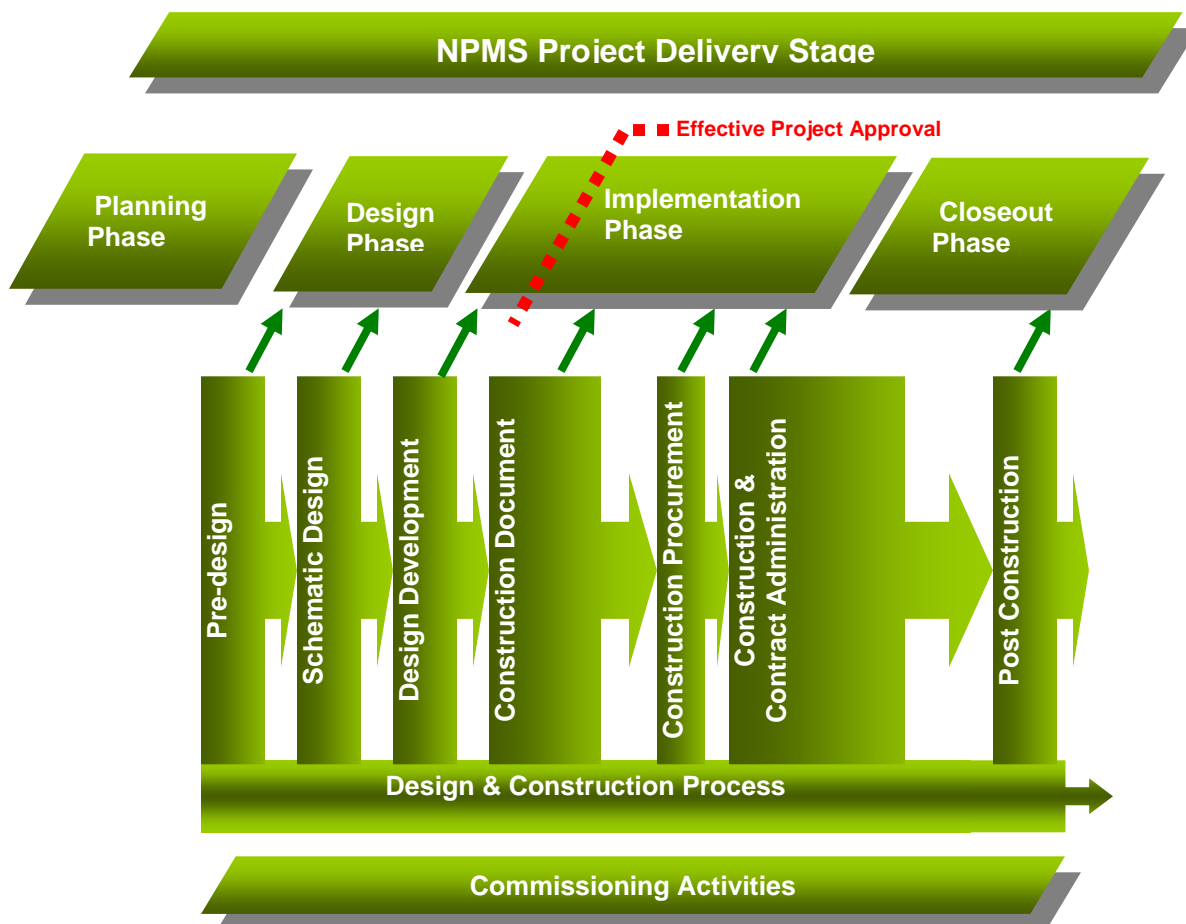 NPMS Project Delivery Stage
Effective Project Approval
Planning
Phase
Design
Phase
Implementation
Phase
Closeout
Phase
Pre-design
Schematic Design
Design Development
Construction Document
Construction Procurement
Construction &
Contract Administration
Post Construction
Design & Construction Process
Commissioning Activities